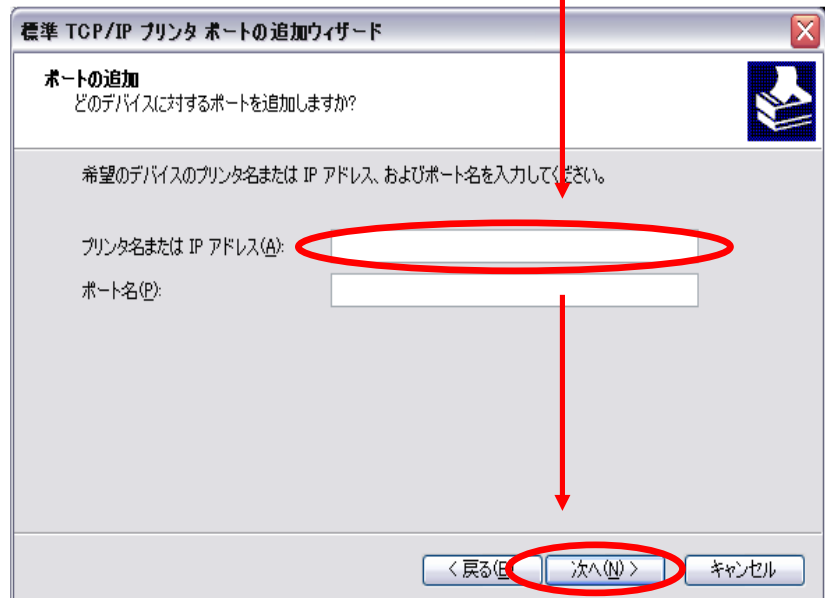 標準 TCP/IP プリンタ ポートの追加ウィザード
ポートの追加
どのデバイスに対するポートを追加しますか?
希望のデバイスのプリンタ名または IP アドレス、およびポート名を入力してください。
プリンタ名または IP アドレス(A):
ポート名(P):
< 戻る(B) 次へ(N) > キャンセル